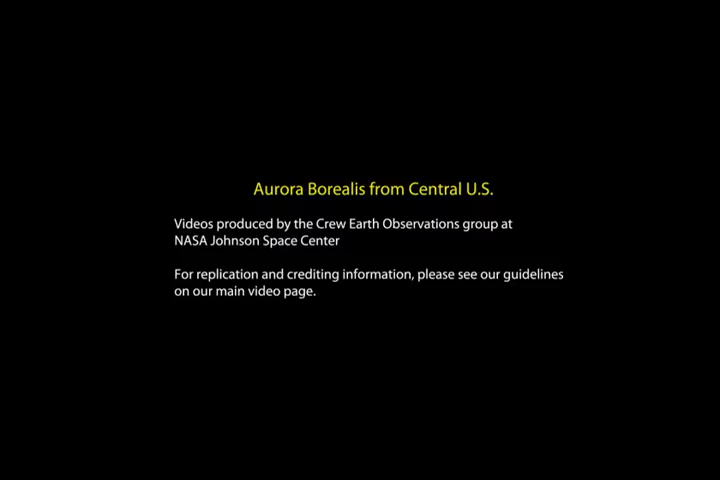 Aurora Borealis from Central U.S.
Videos produced by the Crew Earth Observations group at
NASA Johnson Space Center
For replication and crediting information, please see our guidelines
on our main video page.